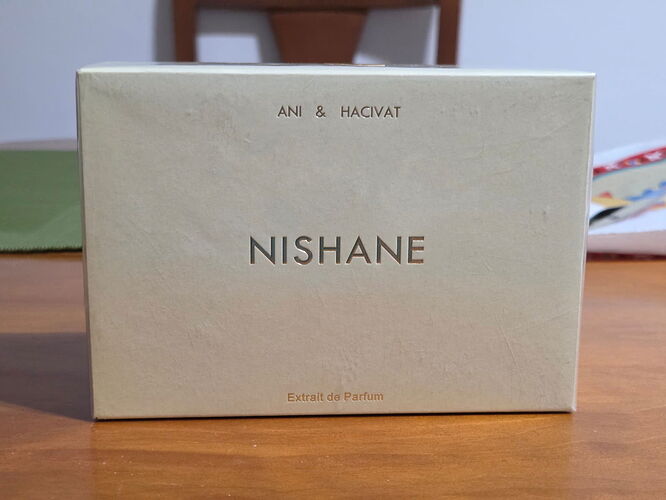 ANI & HACIVAT
NISHANE
Extrait de Parfum